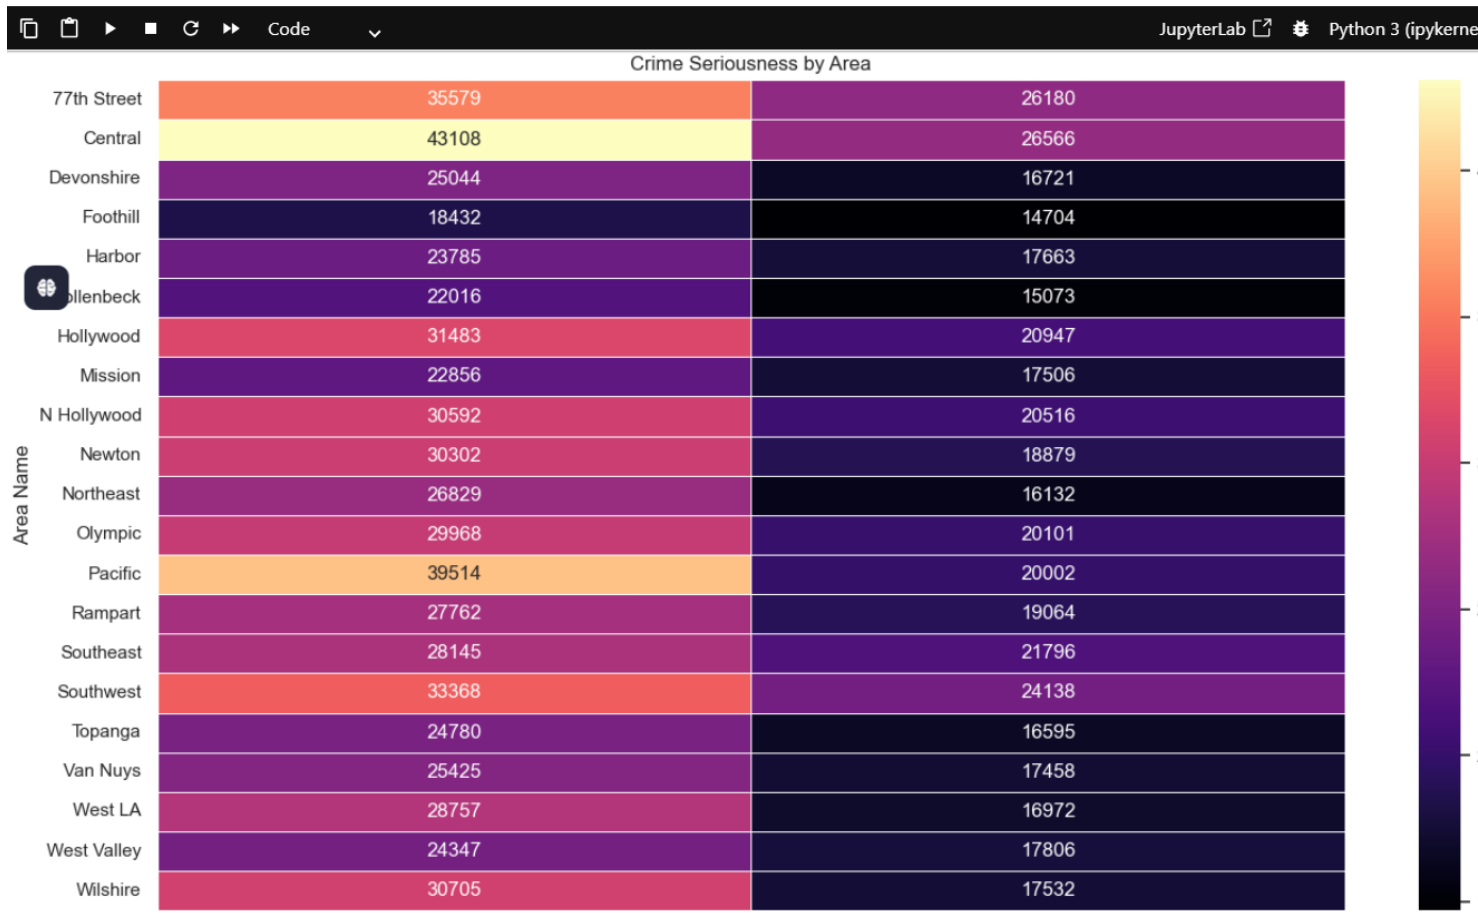 Code
JupyterLab
Python 3 (ipykerne
Crime Seriousness by Area
Area Name
77th Street 35579 26180
Central 43108 26566
Devonshire 25044 16721
Foothill 18432 14704
Harbor 23785 17663
ollenbeck 22016 15073
Hollywood 31483 20947
Mission 22856 17506
N Hollywood 30592 20516
Newton 30302 18879
Northeast 26829 16132
Olympic 29968 20101
Pacific 39514 20002
Rampart 27762 19064
Southeast 28145 21796
Southwest 33368 24138
Topanga 24780 16595
Van Nuys 25425 17458
West LA 28757 16972
West Valley 24347 17806
Wilshire 30705 17532